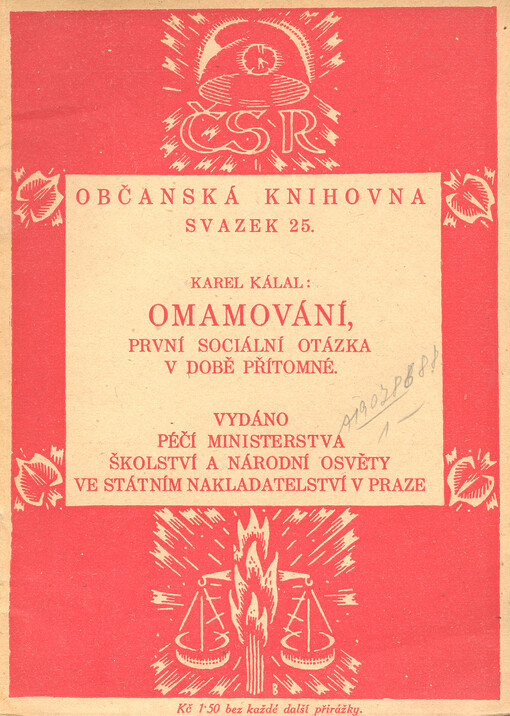 ČSR
OBČANSKÁ KNIHOVNA
SVAZEK 25.
KAREL KÁLAL:
OMAMOVÁNÍ,
PRVNÍ SOCIÁLNÍ OTÁZKA
V DOBĚ PŘÍTOMNÉ.
VYDÁNO
PÉČÍ MINISTERSTVA
ŠKOLSTVÍ A NÁRODNÍ OSVĚTY
VE STÁTNÍM NAKLADATELSTVÍ V PRAZE
B
Kč 1·50 bez každé další přirážky.